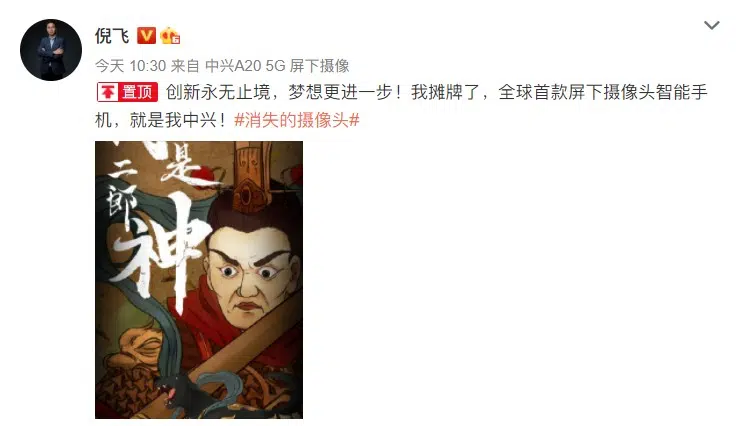 倪飞
今天 10:30 来自 中兴A20 5G 屏下摄像
置顶 创新永无止境，梦想更进一步！我摊牌了，全球首款屏下摄像头智能手
机，就是我中兴！#消失的摄像头#
是
二郎
神